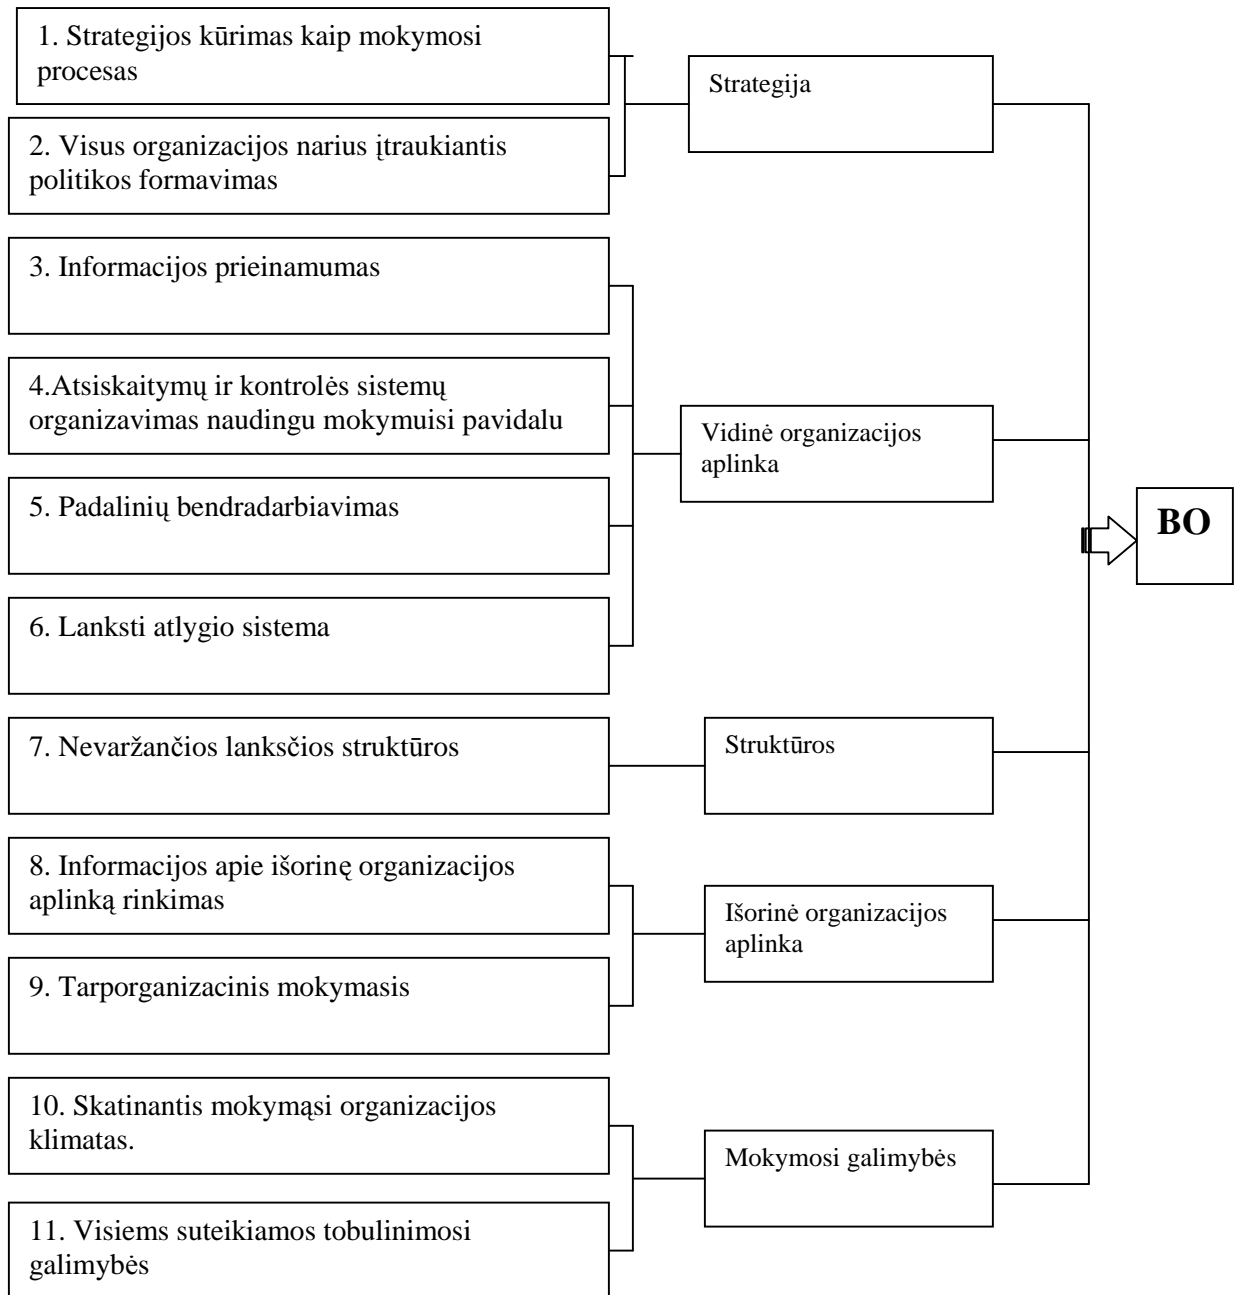 1. Strategijos kūrimas kaip mokymosi
procesas
2. Visus organizacijos narius įtraukiantis
politikos formavimas
3. Informacijos prieinamumas
4.Atsiskaitymų ir kontrolės sistemų
organizavimas naudingu mokymuisi pavidalu
5. Padalinių bendradarbiavimas
6. Lanksti atlygio sistema
7. Nevaržančios lanksčios struktūros
8. Informacijos apie išorinę organizacijos
aplinką rinkimas
9. Tarporganizacinis mokymasis
10. Skatinantis mokymąsi organizacijos
klimatas.
11. Visiems suteikiamos tobulinimosi
galimybės
Strategija
Vidinė organizacijos
aplinka
Struktūros
Išorinė organizacijos
aplinka
Mokymosi galimybės
BO